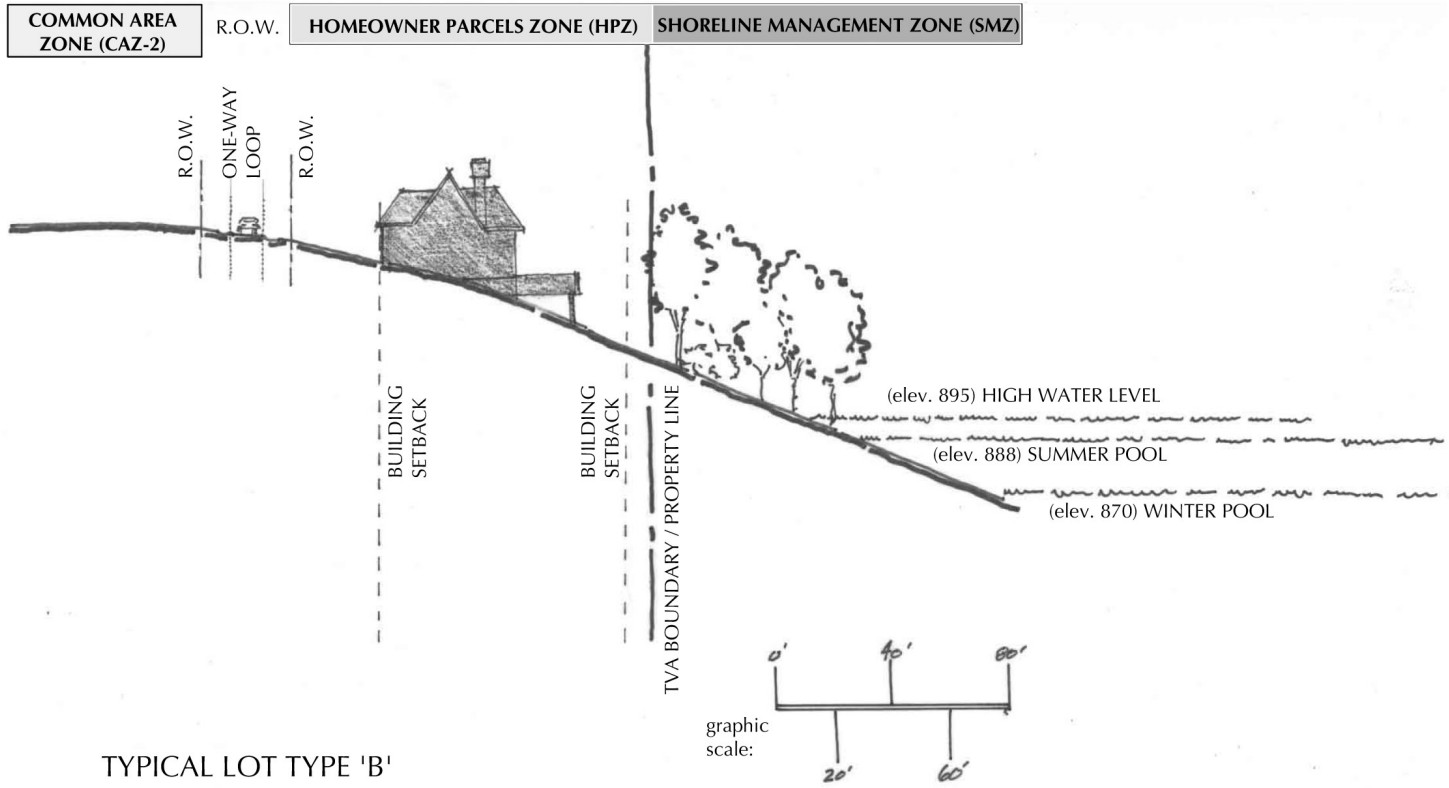 COMMON AREA
ZONE (CAZ-2)
R.O.W.
HOMEOWNER PARCELS ZONE (HPZ)
SHORELINE MANAGEMENT ZONE (SMZ)
R.O.W.
ONE-WAY
LOOP
R.O.W.
BUILDING
SETBACK
BUILDING
SETBACK
TVA BOUNDARY / PROPERTY LINE
(elev. 895) HIGH WATER LEVEL
(elev. 888) SUMMER POOL
(elev. 870) WINTER POOL
0' 40' 80'
graphic
scale:
20' 60'
TYPICAL LOT TYPE 'B'